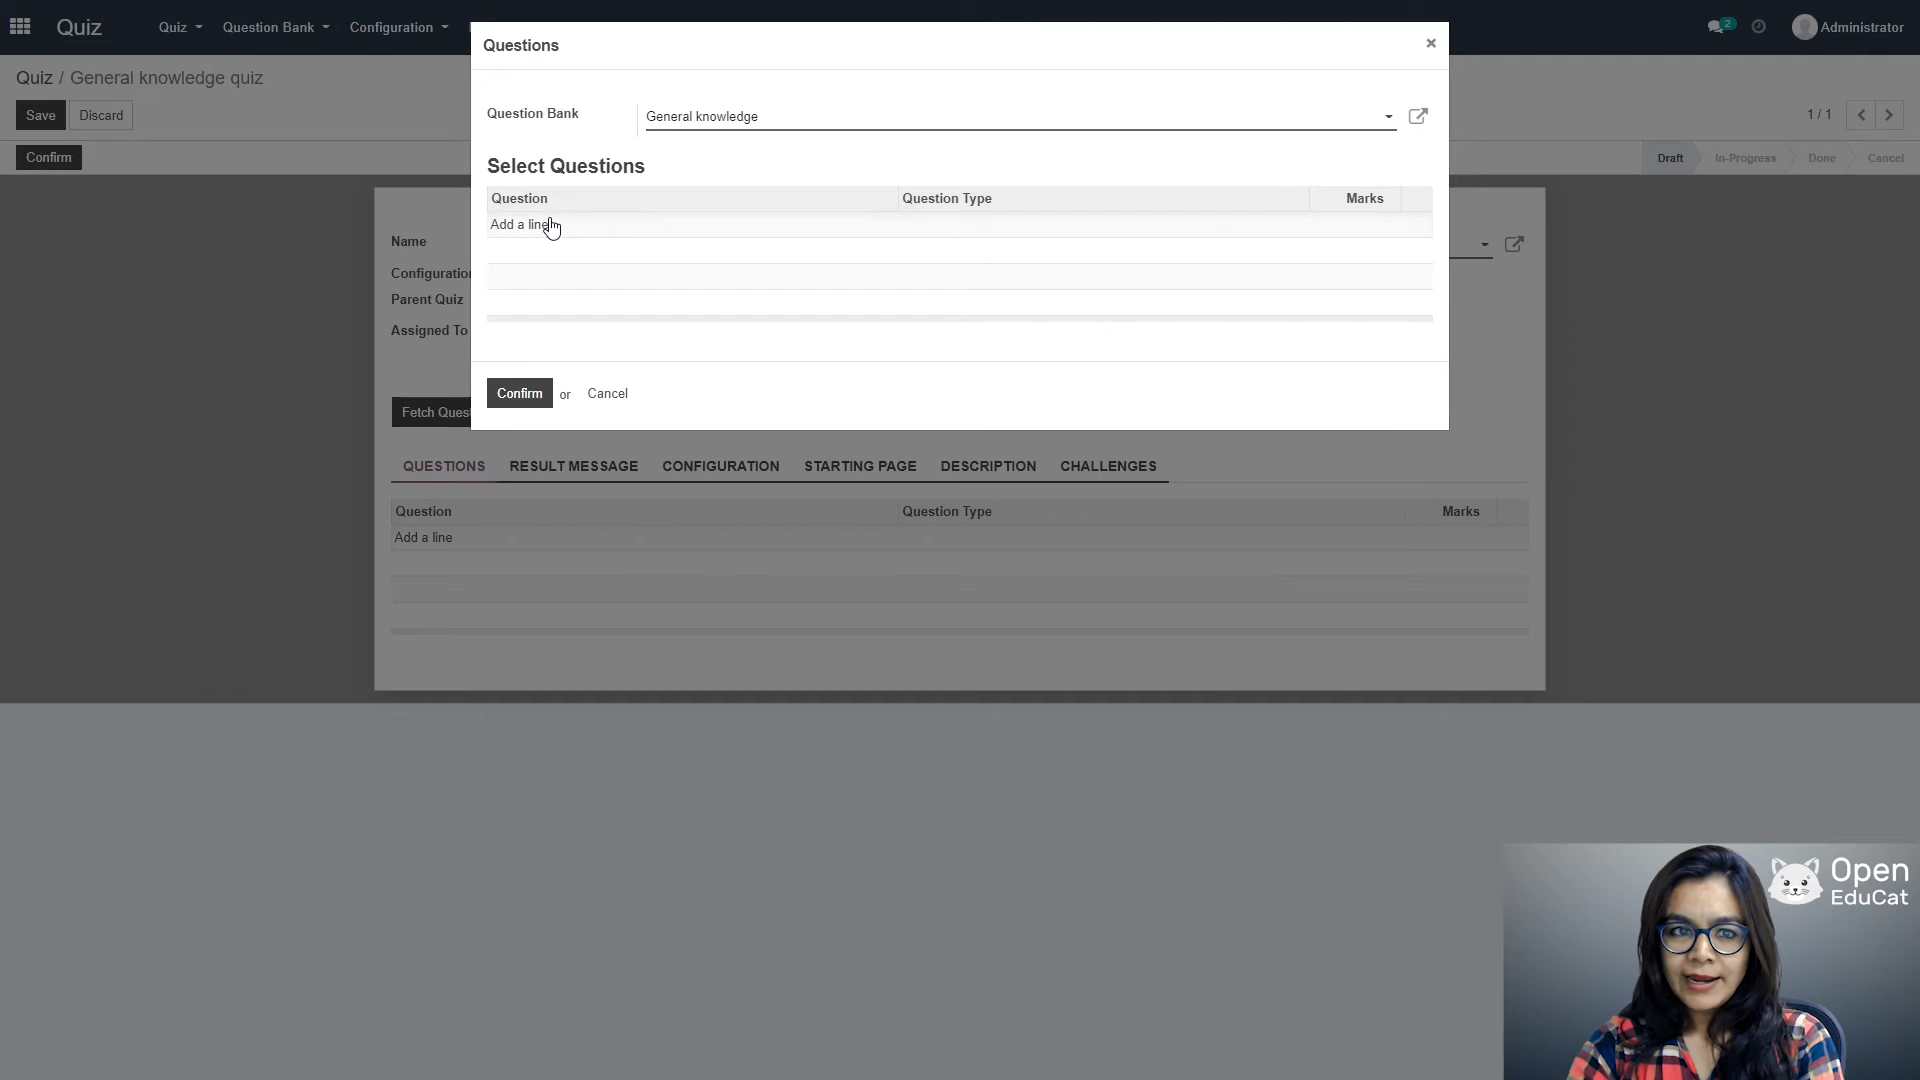 Quiz
Quiz
Question Bank
Configuration
2
Administrator
Questions
Quiz / General knowledge quiz
Save
Discard
1 / 1
Question Bank
General knowledge
Confirm
Draft
In-Progress
Done
Cancel
Select Questions
Question
Question Type
Marks
Add a line
Name
Configuration
Parent Quiz
Assigned To
Confirm
or
Cancel
Fetch Quest
QUESTIONS
RESULT MESSAGE
CONFIGURATION
STARTING PAGE
DESCRIPTION
CHALLENGES
Question
Question Type
Marks
Add a line
Open
EduCat